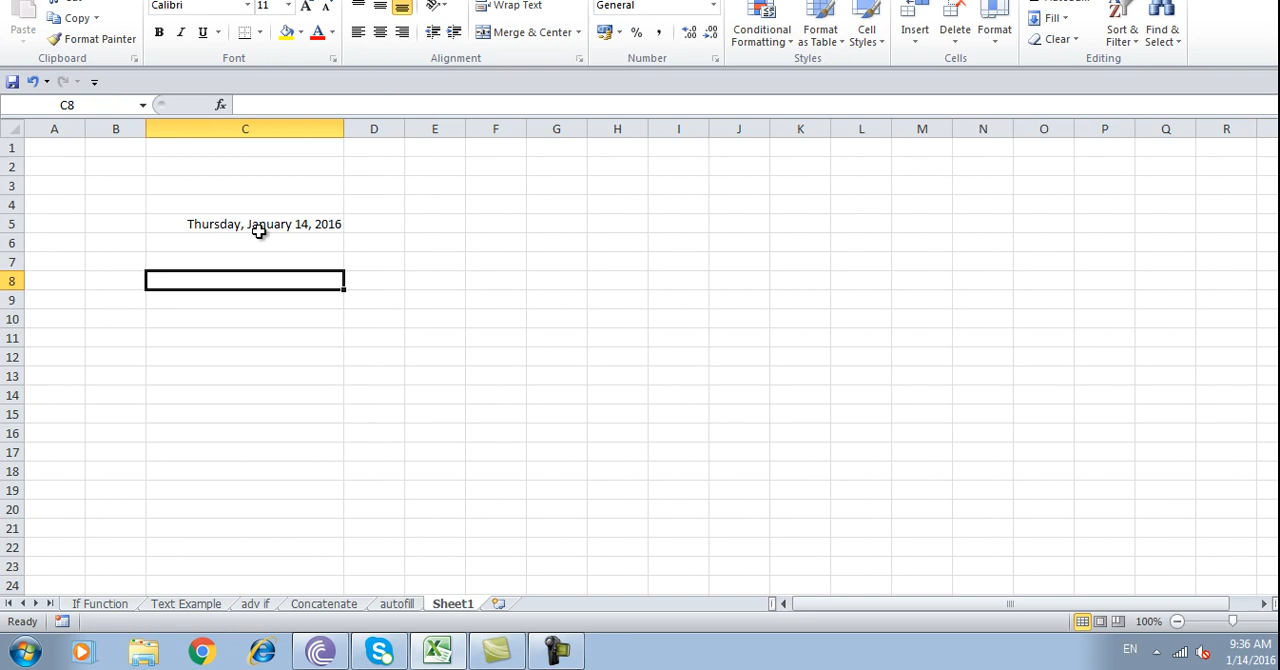 Calibri 11 Wrap Text General
Paste Copy Format Painter B I U Merge & Center % , Conditional Formatting Format as Table Cell Styles Insert Delete Format Fill Clear Sort & Filter Find & Select
Clipboard Font Alignment Number Styles Cells Editing
C8 fx
A B C D E F G H I J K L M N O P Q R
1
2
3
4
5 Thursday, January 14, 2016
6
7
8
9
10
11
12
13
14
15
16
17
18
19
20
21
22
23
24
If Function Text Example adv if Concatenate autofill Sheet1
Ready 100%
EN 9:36 AM
1/14/2016